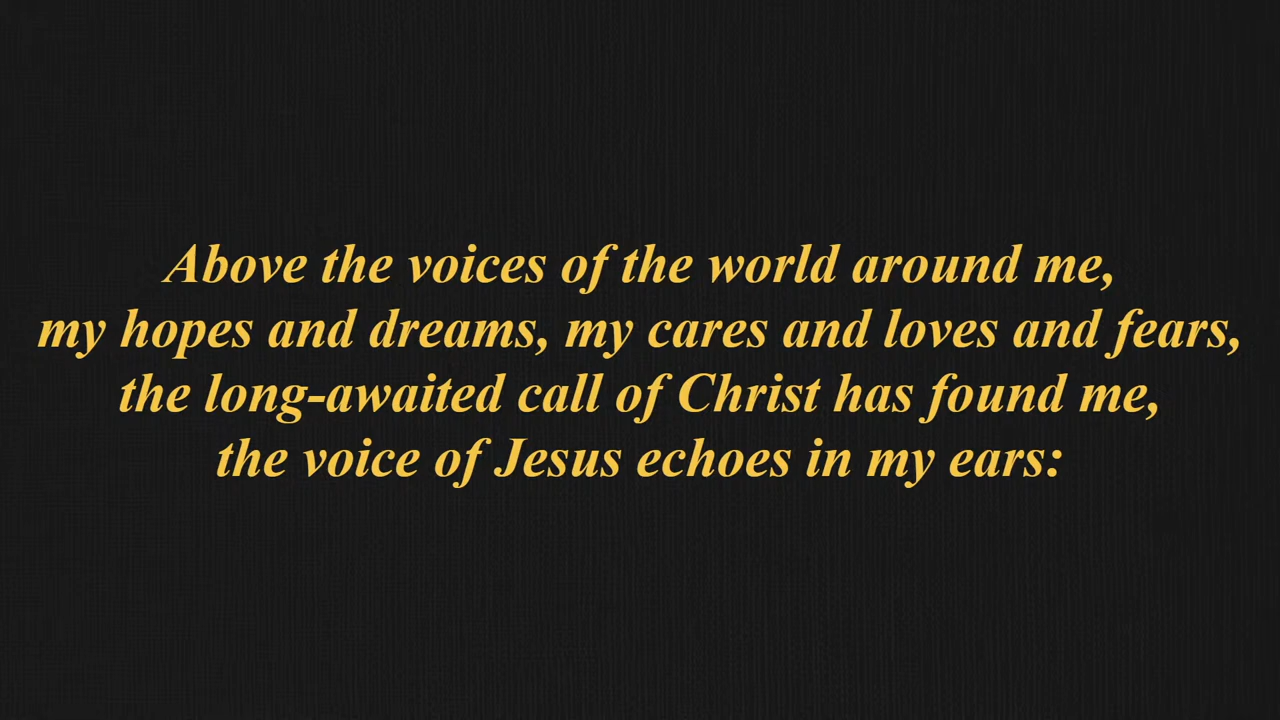 Above the voices of the world around me,
my hopes and dreams, my cares and loves and fears,
the long-awaited call of Christ has found me,
the voice of Jesus echoes in my ears: